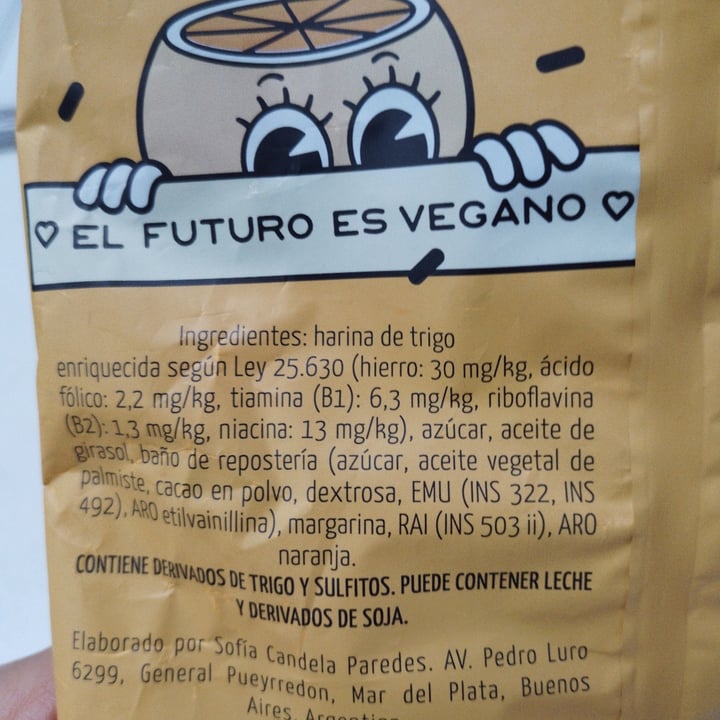 ♡ EL FUTURO ES VEGANO ♡
Ingredientes: harina de trigo
enriquecida según Ley 25.630 (hierro: 30 mg/kg, ácido
fólico: 2,2 mg/kg, tiamina (B1): 6,3 mg/kg, riboflavina
(B2): 1,3 mg/kg, niacina: 13 mg/kg), azúcar, aceite de
girasol, baño de repostería (azúcar, aceite vegetal de
palmiste, cacao en polvo, dextrosa, EMU (INS 322, INS
492), ARO etilvainillina), margarina, RAI (INS 503 ii), ARO
naranja.
CONTIENE DERIVADOS DE TRIGO Y SULFITOS. PUEDE CONTENER LECHE
Y DERIVADOS DE SOJA.
Elaborado por Sofía Candela Paredes. AV. Pedro Luro
6299, General Pueyrredon, Mar del Plata, Buenos
Aires,